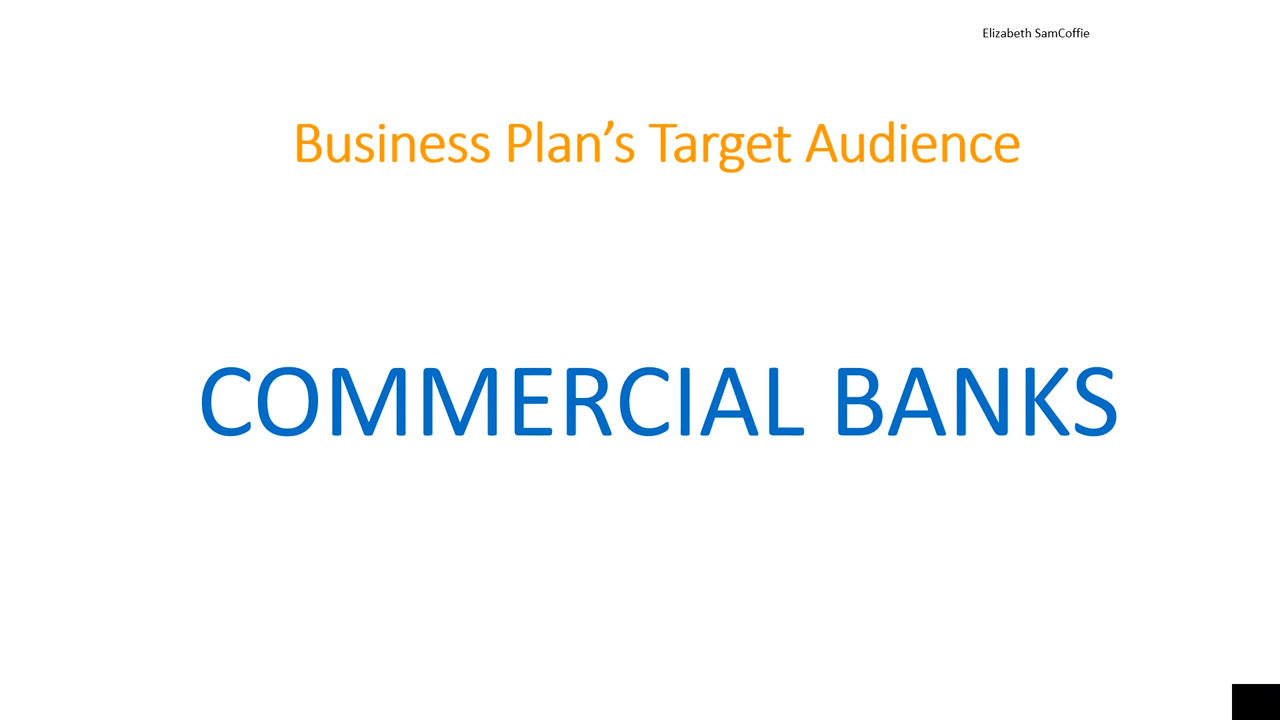 Elizabeth SamCoffie
Business Plan’s Target Audience
COMMERCIAL BANKS